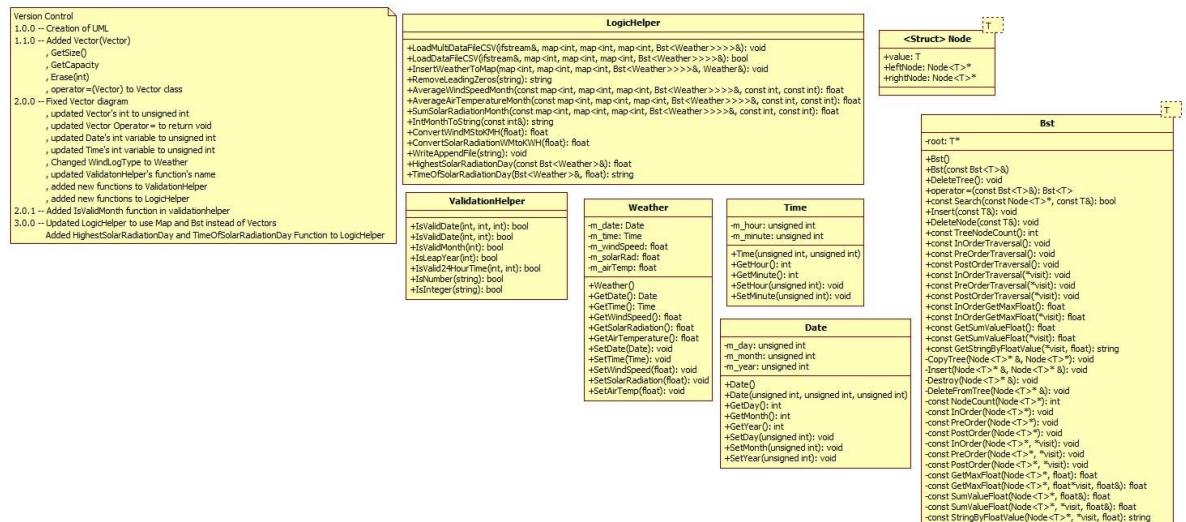 Version Control
1.0.0 -- Creation of UML
1.1.0 -- Added Vector(Vector)
, GetSize()
, GetCapacity
, Erase(int)
, operator=(Vector) to Vector class
2.0.0 -- Fixed Vector diagram
, updated Vector's int to unsigned int
, updated Vector Operator= to return void
, updated Date's int variable to unsigned int
, updated Time's int variable to unsigned int
, Changed WindLogType to Weather
, updated ValidatonHelper's function's name
, added new functions to ValidationHelper
, added new functions to LogicHelper
2.0.1 -- Added IsValidMonth function in validationhelper
3.0.0 -- Updated LogicHelper to use Map and Bst instead of Vectors
Added HighestSolarRadiationDay and TimeOfSolarRadiationDay Function to LogicHelper
LogicHelper
+LoadMultiDataFileCSV(ifstream&, map<int, map<int, map<int, Bst<Weather>>>>&): void
+LoadDataFileCSV(ifstream&, map<int, map<int, map<int, Bst<Weather>>>>&): bool
+InsertWeatherToMap(map<int, map<int, map<int, Bst<Weather>>>>&, Weather&): void
+RemoveLeadingZeros(string): string
+AverageWindSpeedMonth(const map<int, map<int, map<int, Bst<Weather>>>>&, const int, const int): float
+AverageAirTemperatureMonth(const map<int, map<int, map<int, Bst<Weather>>>>&, const int, const int): float
+SumSolarRadiationMonth(const map<int, map<int, map<int, Bst<Weather>>>>&, const int, const int): float
+IntMonthToString(const int&): string
+ConvertWindMStoKMH(float): float
+ConvertSolarRadiationWMtoKWH(float): float
+WriteAppendFile(string): void
+HighestSolarRadiationDay(const Bst<Weather>&): float
+TimeOfSolarRadiationDay(Bst<Weather>&, float): string
T
<Struct> Node
+value: T
+leftNode: Node<T>*
+rightNode: Node<T>*
ValidationHelper
+IsValidDate(int, int, int): bool
+IsValidDate(int, int): bool
+IsValidMonth(int): bool
+IsLeapYear(int): bool
+IsValid24HourTime(int, int): bool
+IsNumber(string): bool
+IsInteger(string): bool
Weather
-m_date: Date
-m_time: Time
-m_windSpeed: float
-m_solarRad: float
-m_airTemp: float
+Weather()
+GetDate(): Date
+GetTime(): Time
+GetWindSpeed(): float
+GetSolarRadiation(): float
+GetAirTemperature(): float
+SetDate(Date): void
+SetTime(Time): void
+SetWindSpeed(float): void
+SetSolarRadiation(float): void
+SetAirTemp(float): void
Time
-m_hour: unsigned int
-m_minute: unsigned int
+Time(unsigned int, unsigned int)
+GetHour(): int
+GetMinute(): int
+SetHour(unsigned int): void
+SetMinute(unsigned int): void
Date
-m_day: unsigned int
-m_month: unsigned int
-m_year: unsigned int
+Date()
+Date(unsigned int, unsigned int, unsigned int)
+GetDay(): int
+GetMonth(): int
+GetYear(): int
+SetDay(unsigned int): void
+SetMonth(unsigned int): void
+SetYear(unsigned int): void
T
Bst
-root: T*
+Bst()
+Bst(const Bst<T>&)
+DeleteTree(): void
+operator=(const Bst<T>&): Bst<T>
+const Search(const Node<T>*, const T&): bool
+Insert(const T&): void
+DeleteNode(const T&): void
+const TreeNodeCount(): int
+const InOrderTraversal(): void
+const PreOrderTraversal(): void
+const PostOrderTraversal(): void
+const InOrderTraversal(*visit): void
+const PreOrderTraversal(*visit): void
+const PostOrderTraversal(*visit): void
+const InOrderGetMaxFloat(): float
+const InOrderGetMaxFloat(*visit): float
+const GetSumValueFloat(): float
+const GetSumValueFloat(*visit): float
+const GetStringByFloatValue(*visit, float): string
-CopyTree(Node<T>* &, Node<T>*): void
-Insert(Node<T>* &, Node<T>* &): void
-Destroy(Node<T>* &): void
-DeleteFromTree(Node<T>* &): void
-const NodeCount(Node<T>*): int
-const InOrder(Node<T>*): void
-const PreOrder(Node<T>*): void
-const PostOrder(Node<T>*): void
-const InOrder(Node<T>*, *visit): void
-const PreOrder(Node<T>*, *visit): void
-const PostOrder(Node<T>*, *visit): void
-const GetMaxFloat(Node<T>*, float): float
-const GetMaxFloat(Node<T>*, float*visit, float&): float
-const SumValueFloat(Node<T>*, float&): float
-const SumValueFloat(Node<T>*, *visit, float&): float
-const StringByFloatValue(Node<T>*, *visit, float): string